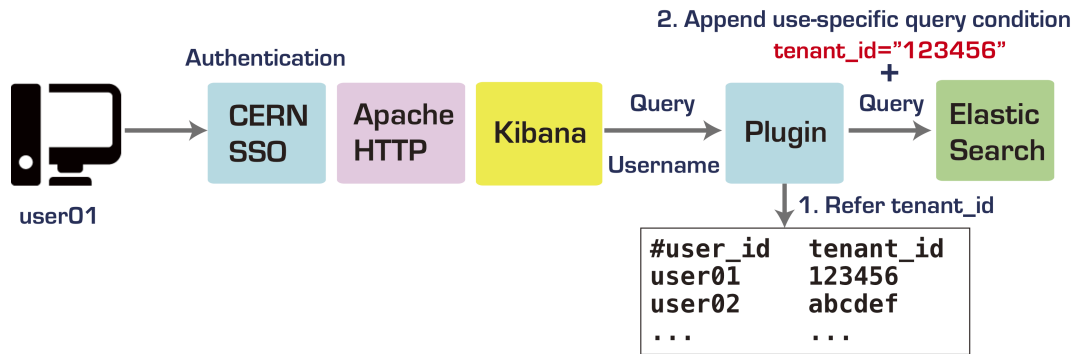 2. Append use-specific query condition
tenant_id="123456"
+
Authentication
CERN
SSO
Apache
HTTP
Kibana
Query
Username
Plugin
Query
Elastic
Search
user01
1. Refer tenant_id
#user_id tenant_id
user01 123456
user02 abcdef
... ...